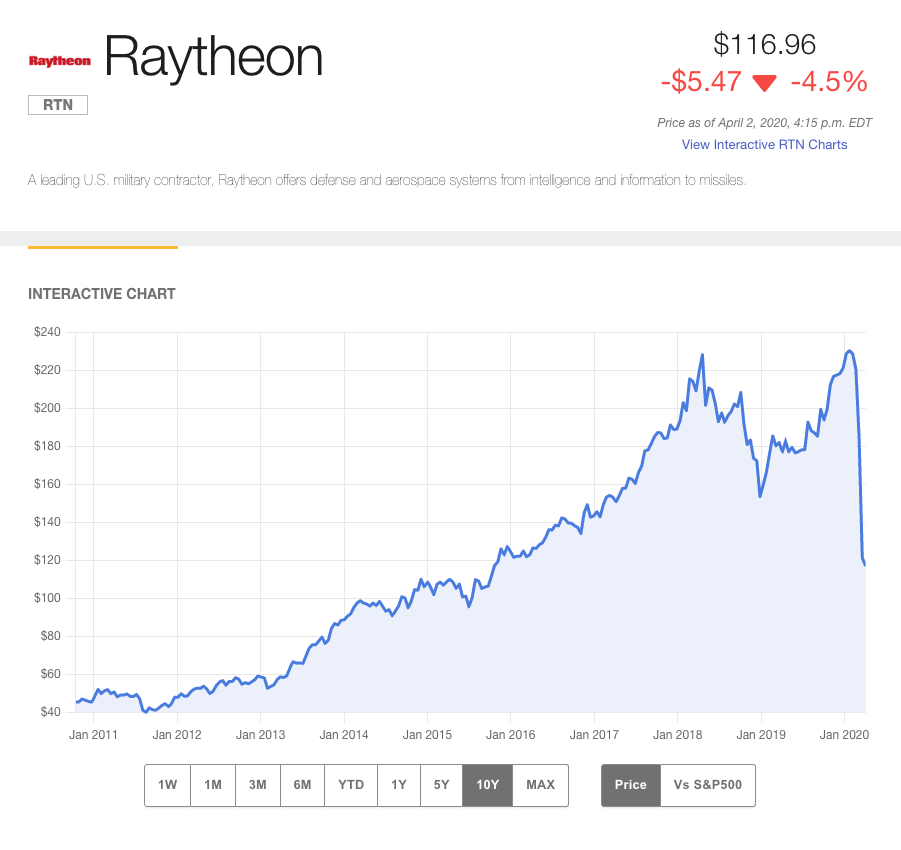 Raytheon Raytheon
RTN
$116.96
-$5.47 -4.5%
Price as of April 2, 2020, 4:15 p.m. EDT
View Interactive RTN Charts
A leading U.S. military contractor, Raytheon offers defense and aerospace systems from intelligence and information to missiles.
INTERACTIVE CHART
$240
$220
$200
$180
$160
$140
$120
$100
$80
$60
$40
Jan 2011 Jan 2012 Jan 2013 Jan 2014 Jan 2015 Jan 2016 Jan 2017 Jan 2018 Jan 2019 Jan 2020
1W 1M 3M 6M YTD 1Y 5Y 10Y MAX Price Vs S&P500